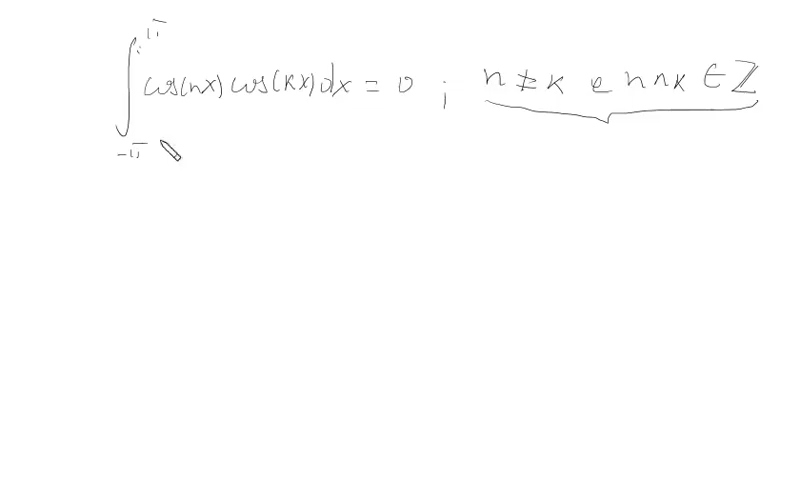 ∫_{-π}^{π} cos(nx) cos(kx) dx = 0 ; n ≠ k e n ∧ k ∈ ℤ